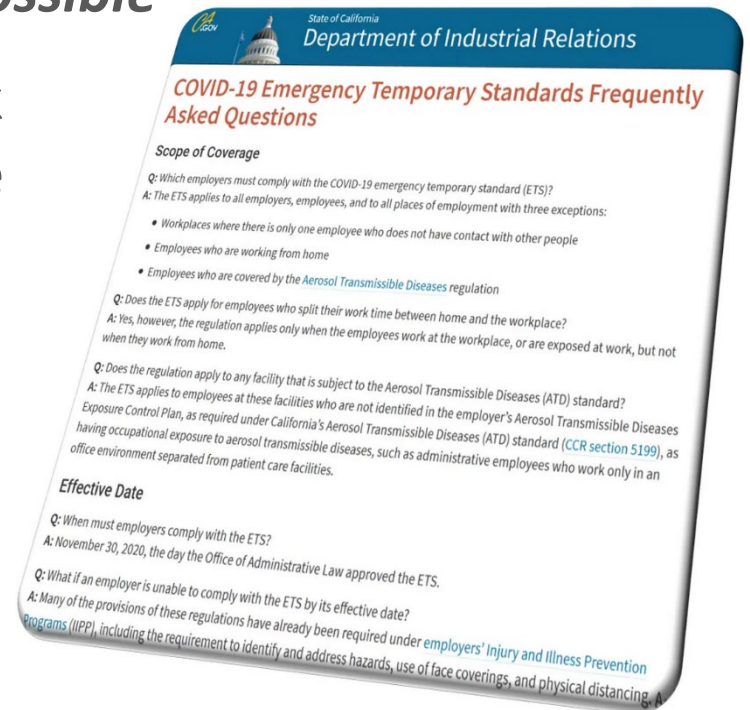 State of California
Department of Industrial Relations
COVID-19 Emergency Temporary Standards Frequently
Asked Questions
Scope of Coverage
Q: Which employers must comply with the COVID-19 emergency temporary standard (ETS)?
A: The ETS applies to all employers, employees, and to all places of employment with three exceptions:
• Workplaces where there is only one employee who does not have contact with other people
• Employees who are working from home
• Employees who are covered by the Aerosol Transmissible Diseases regulation
Q: Does the ETS apply for employees who split their work time between home and the workplace?
A: Yes, however, the regulation applies only when the employees work at the workplace, or are exposed at work, but not
when they work from home.
Q: Does the regulation apply to any facility that is subject to the Aerosol Transmissible Diseases (ATD) standard?
A: The ETS applies to employees at these facilities who are not identified in the employer's Aerosol Transmissible Diseases
Exposure Control Plan, as required under California's Aerosol Transmissible Diseases (ATD) standard (CCR section 5199), as
having occupational exposure to aerosol transmissible diseases, such as administrative employees who work only in an
office environment separated from patient care facilities.
Effective Date
Q: When must employers comply with the ETS?
A: November 30, 2020, the day the Office of Administrative Law approved the ETS.
Q: What if an employer is unable to comply with the ETS by its effective date?
A: Many of the provisions of these regulations have already been required under employers' Injury and Illness Prevention
Programs (IIPP), including the requirement to identify and address hazards, use of face coverings, and physical distancing. A